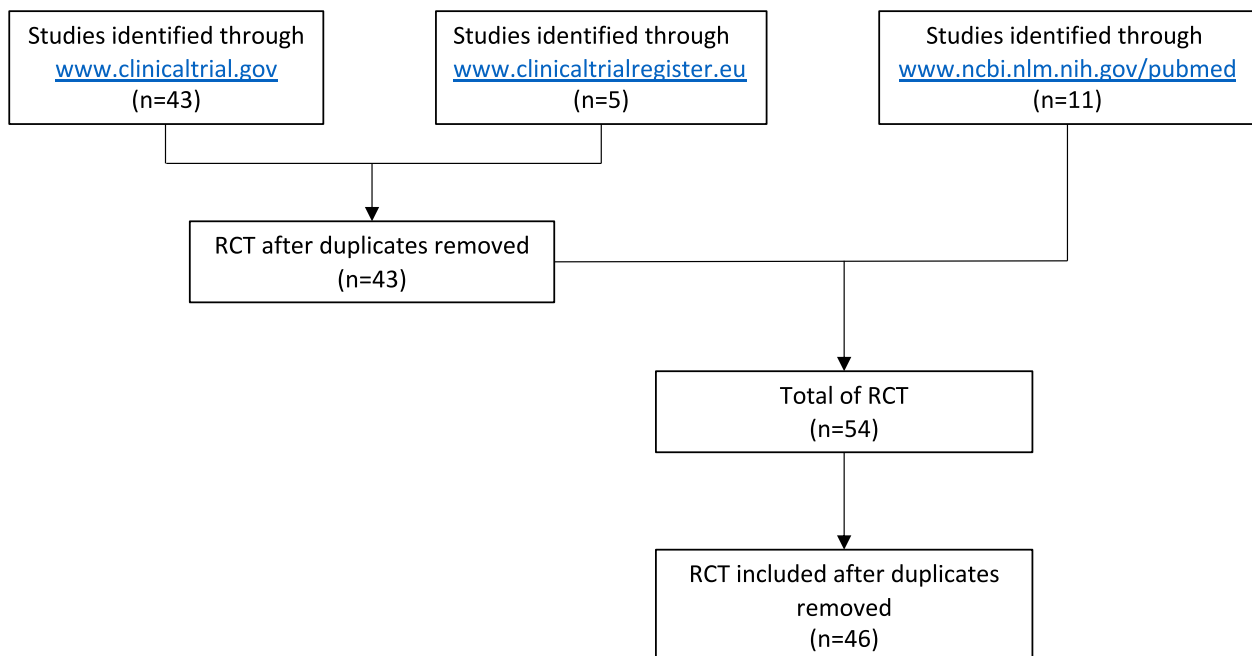 Studies identified through
www.clinicaltrial.gov
(n=43)
Studies identified through
www.clinicaltrialregister.eu
(n=5)
Studies identified through
www.ncbi.nlm.nih.gov/pubmed
(n=11)
RCT after duplicates removed
(n=43)
Total of RCT
(n=54)
RCT included after duplicates
removed
(n=46)